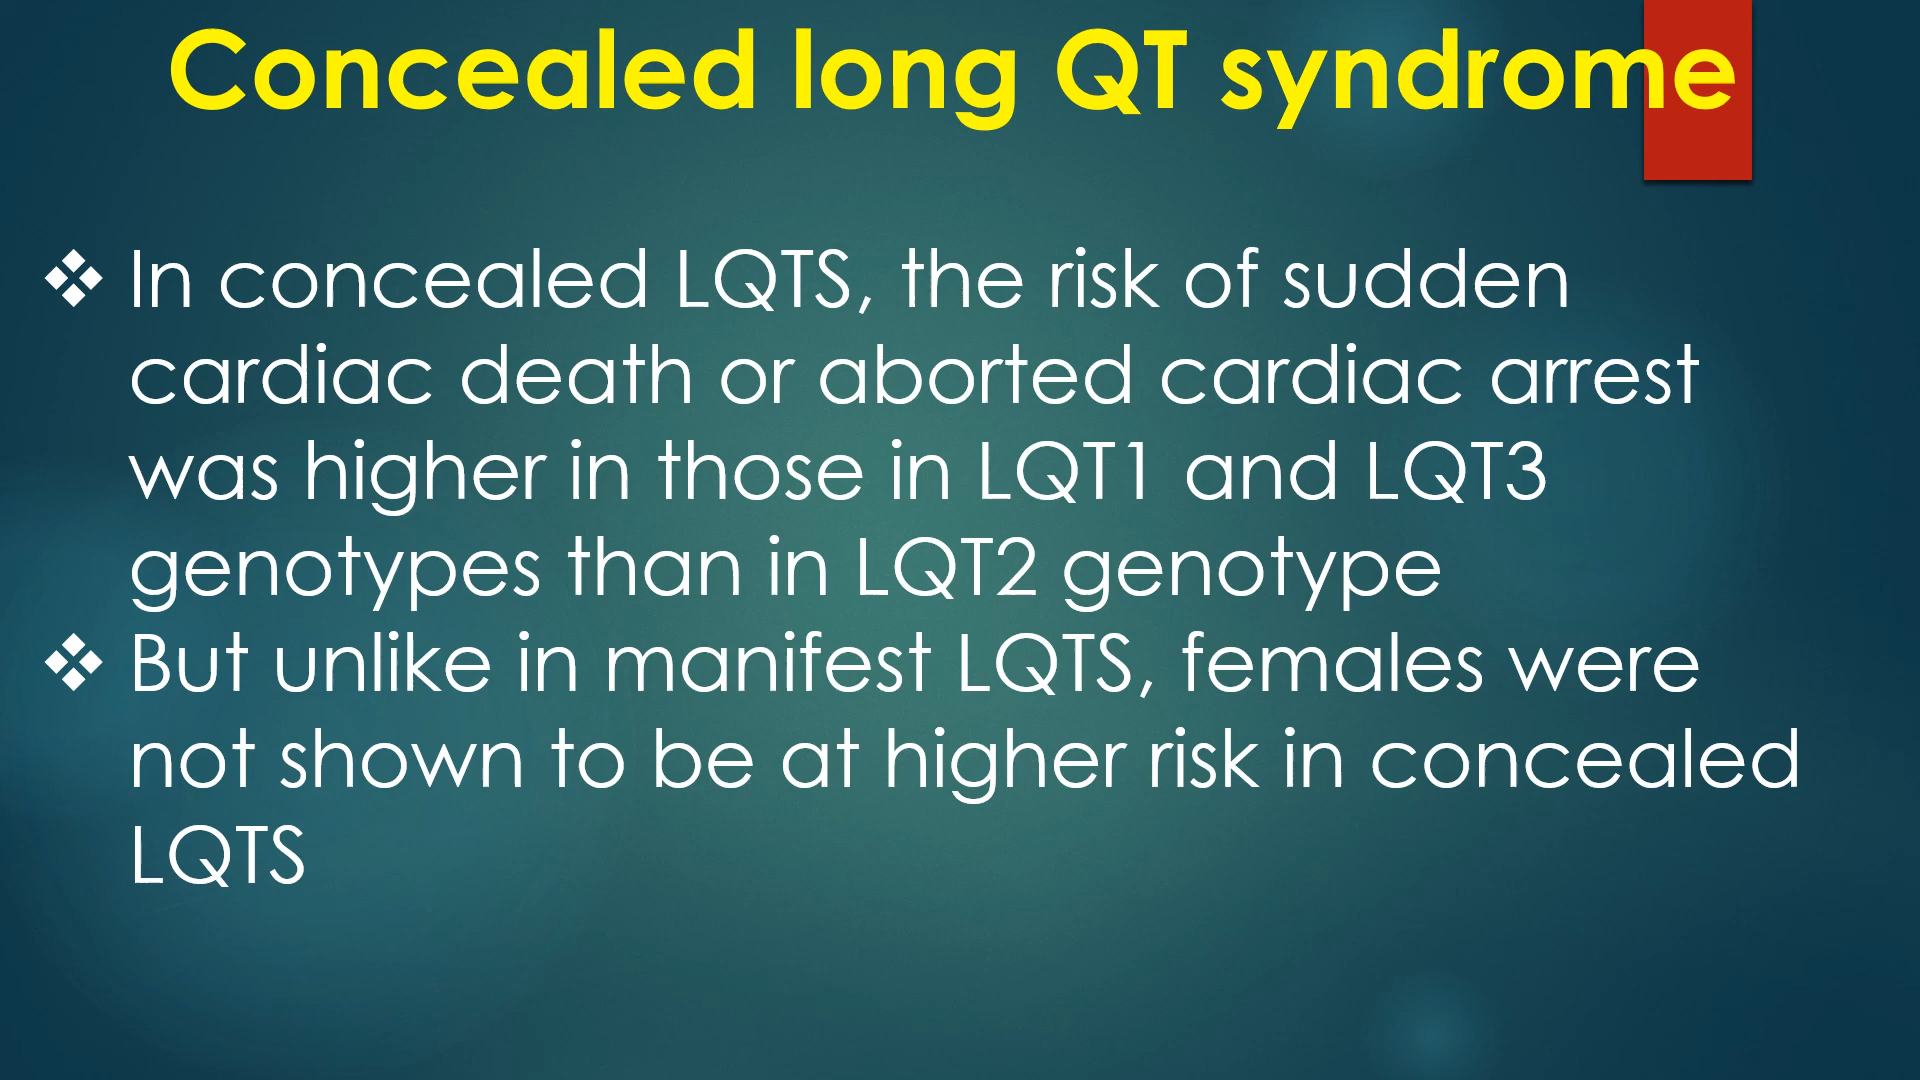 Concealed long QT syndrome
❖ In concealed LQTS, the risk of sudden
cardiac death or aborted cardiac arrest
was higher in those in LQT1 and LQT3
genotypes than in LQT2 genotype
❖ But unlike in manifest LQTS, females were
not shown to be at higher risk in concealed
LQTS